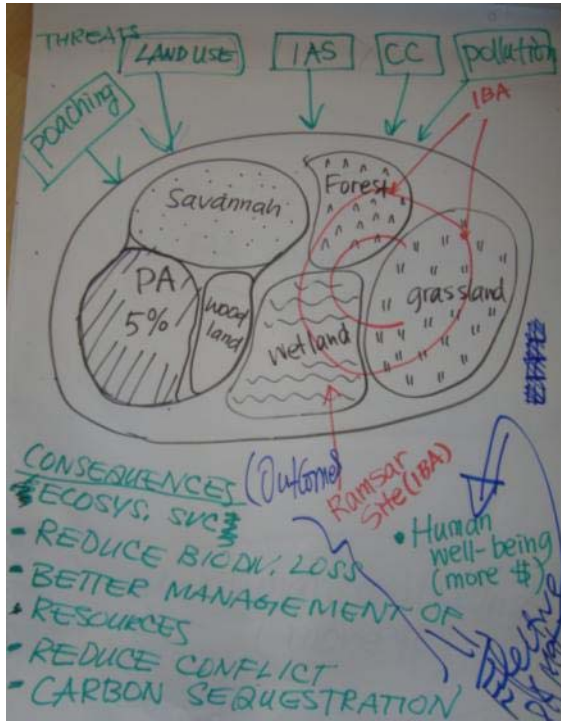 THREATS
LAND USE
IAS
CC
pollution
poaching
IBA
Savannah
Forest
PA
5%
wood
land
wetland
grassland
CONSEQUENCES (Outcome
Ramsar
Site (IBA)
ECOSYS. SVC
- REDUCE BIODIV. LOSS
- BETTER MANAGEMENT OF
RESOURCES
- REDUCE CONFLICT
- CARBON SEQUESTRATION
• Human
well-being
(more $)